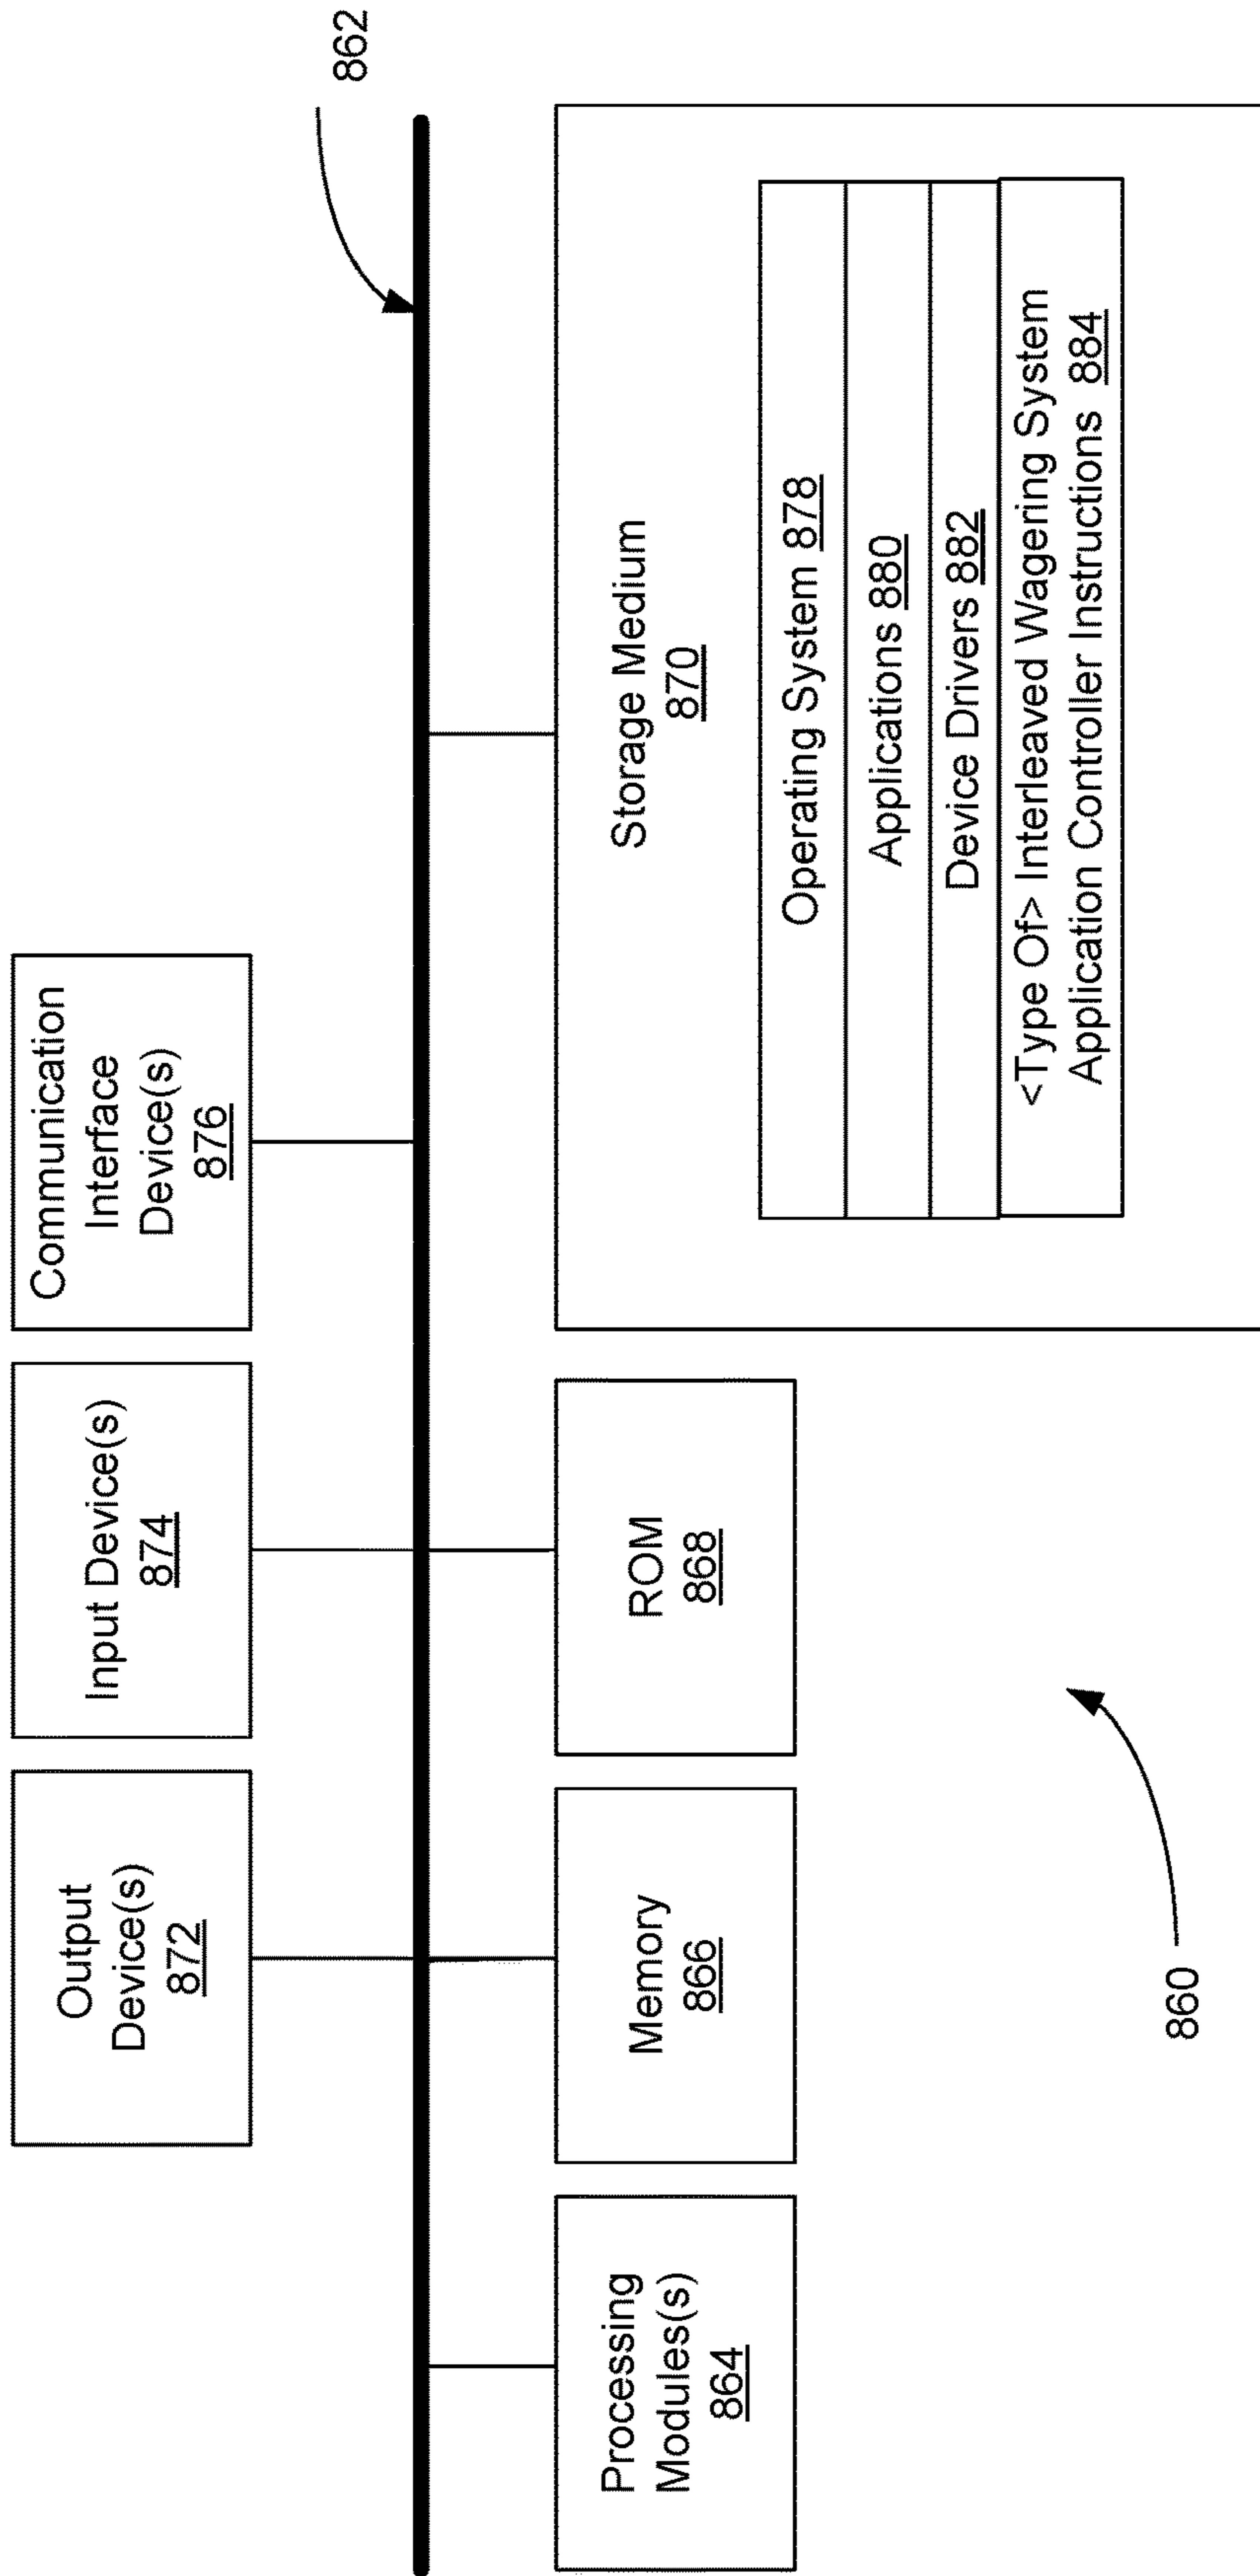 862
Output
Device(s)
872
Input Device(s)
874
Communication
Interface
Device(s)
876
Processing
Modules(s)
864
Memory
866
ROM
868
Storage Medium
870
Operating System 878
Applications 880
Device Drivers 882
<Type Of> Interleaved Wagering System
Application Controller Instructions 884
860